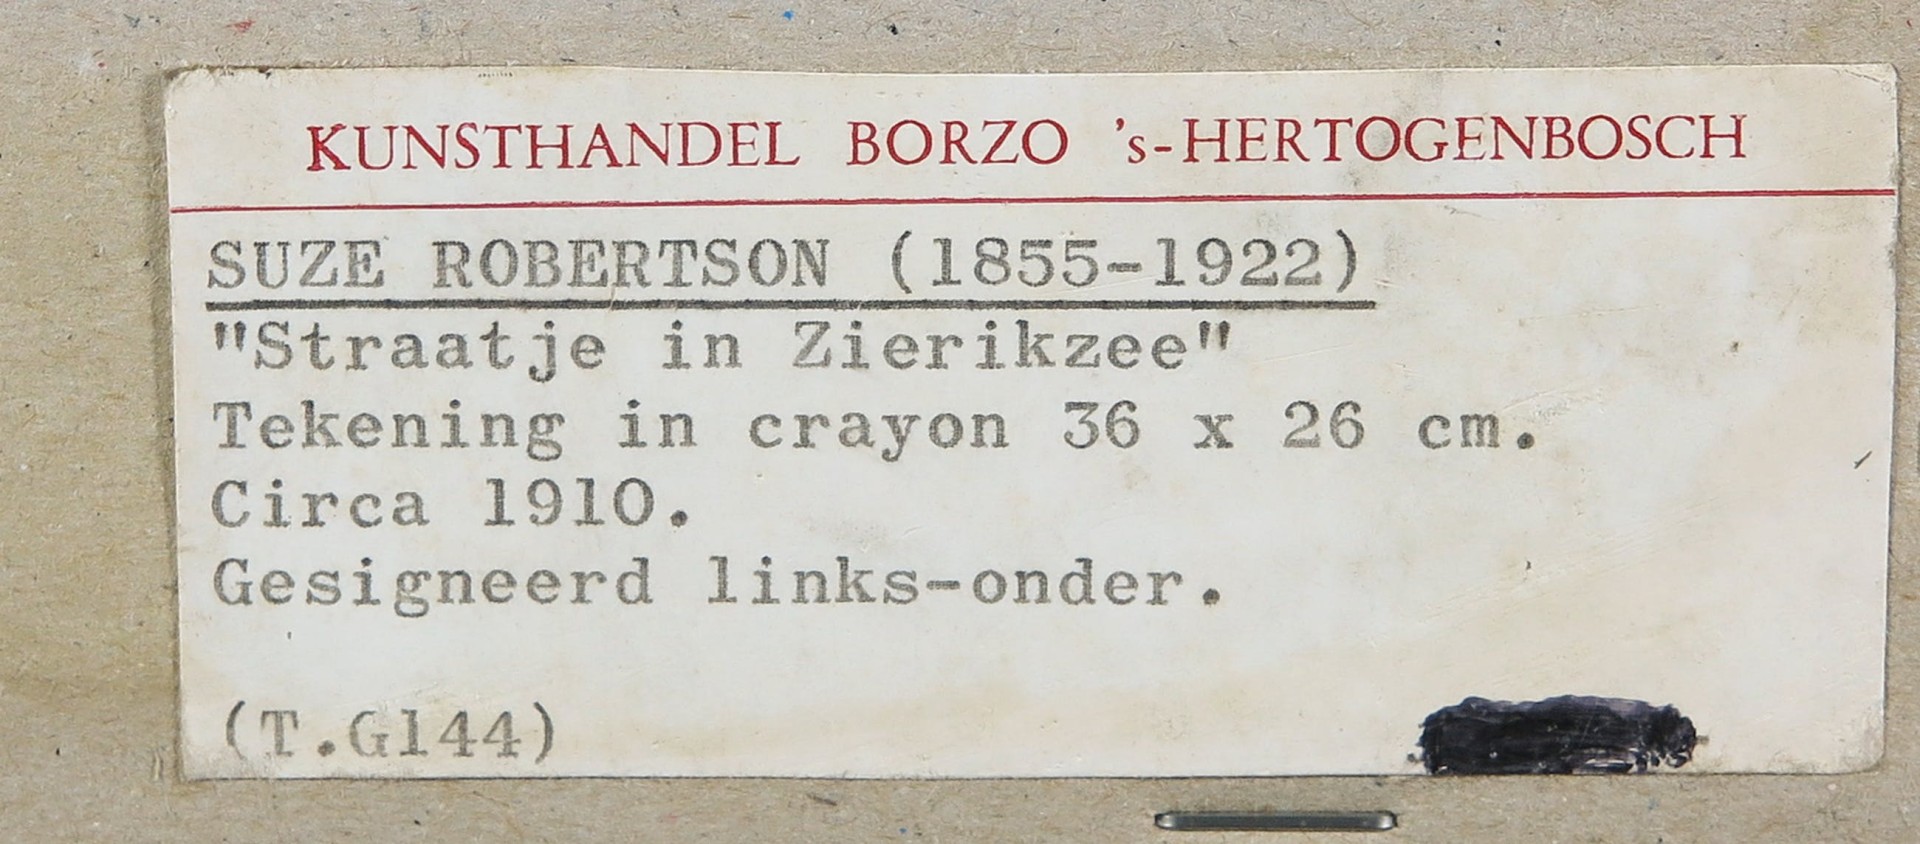 KUNSTHANDEL BORZO 's-HERTOGENBOSCH
SUZE ROBERTSON (1855-1922)
"Straatje in Zierikzee"
Tekening in crayon 36 x 26 cm.
Circa 1910.
Gesigneerd links-onder.
(T.G144)